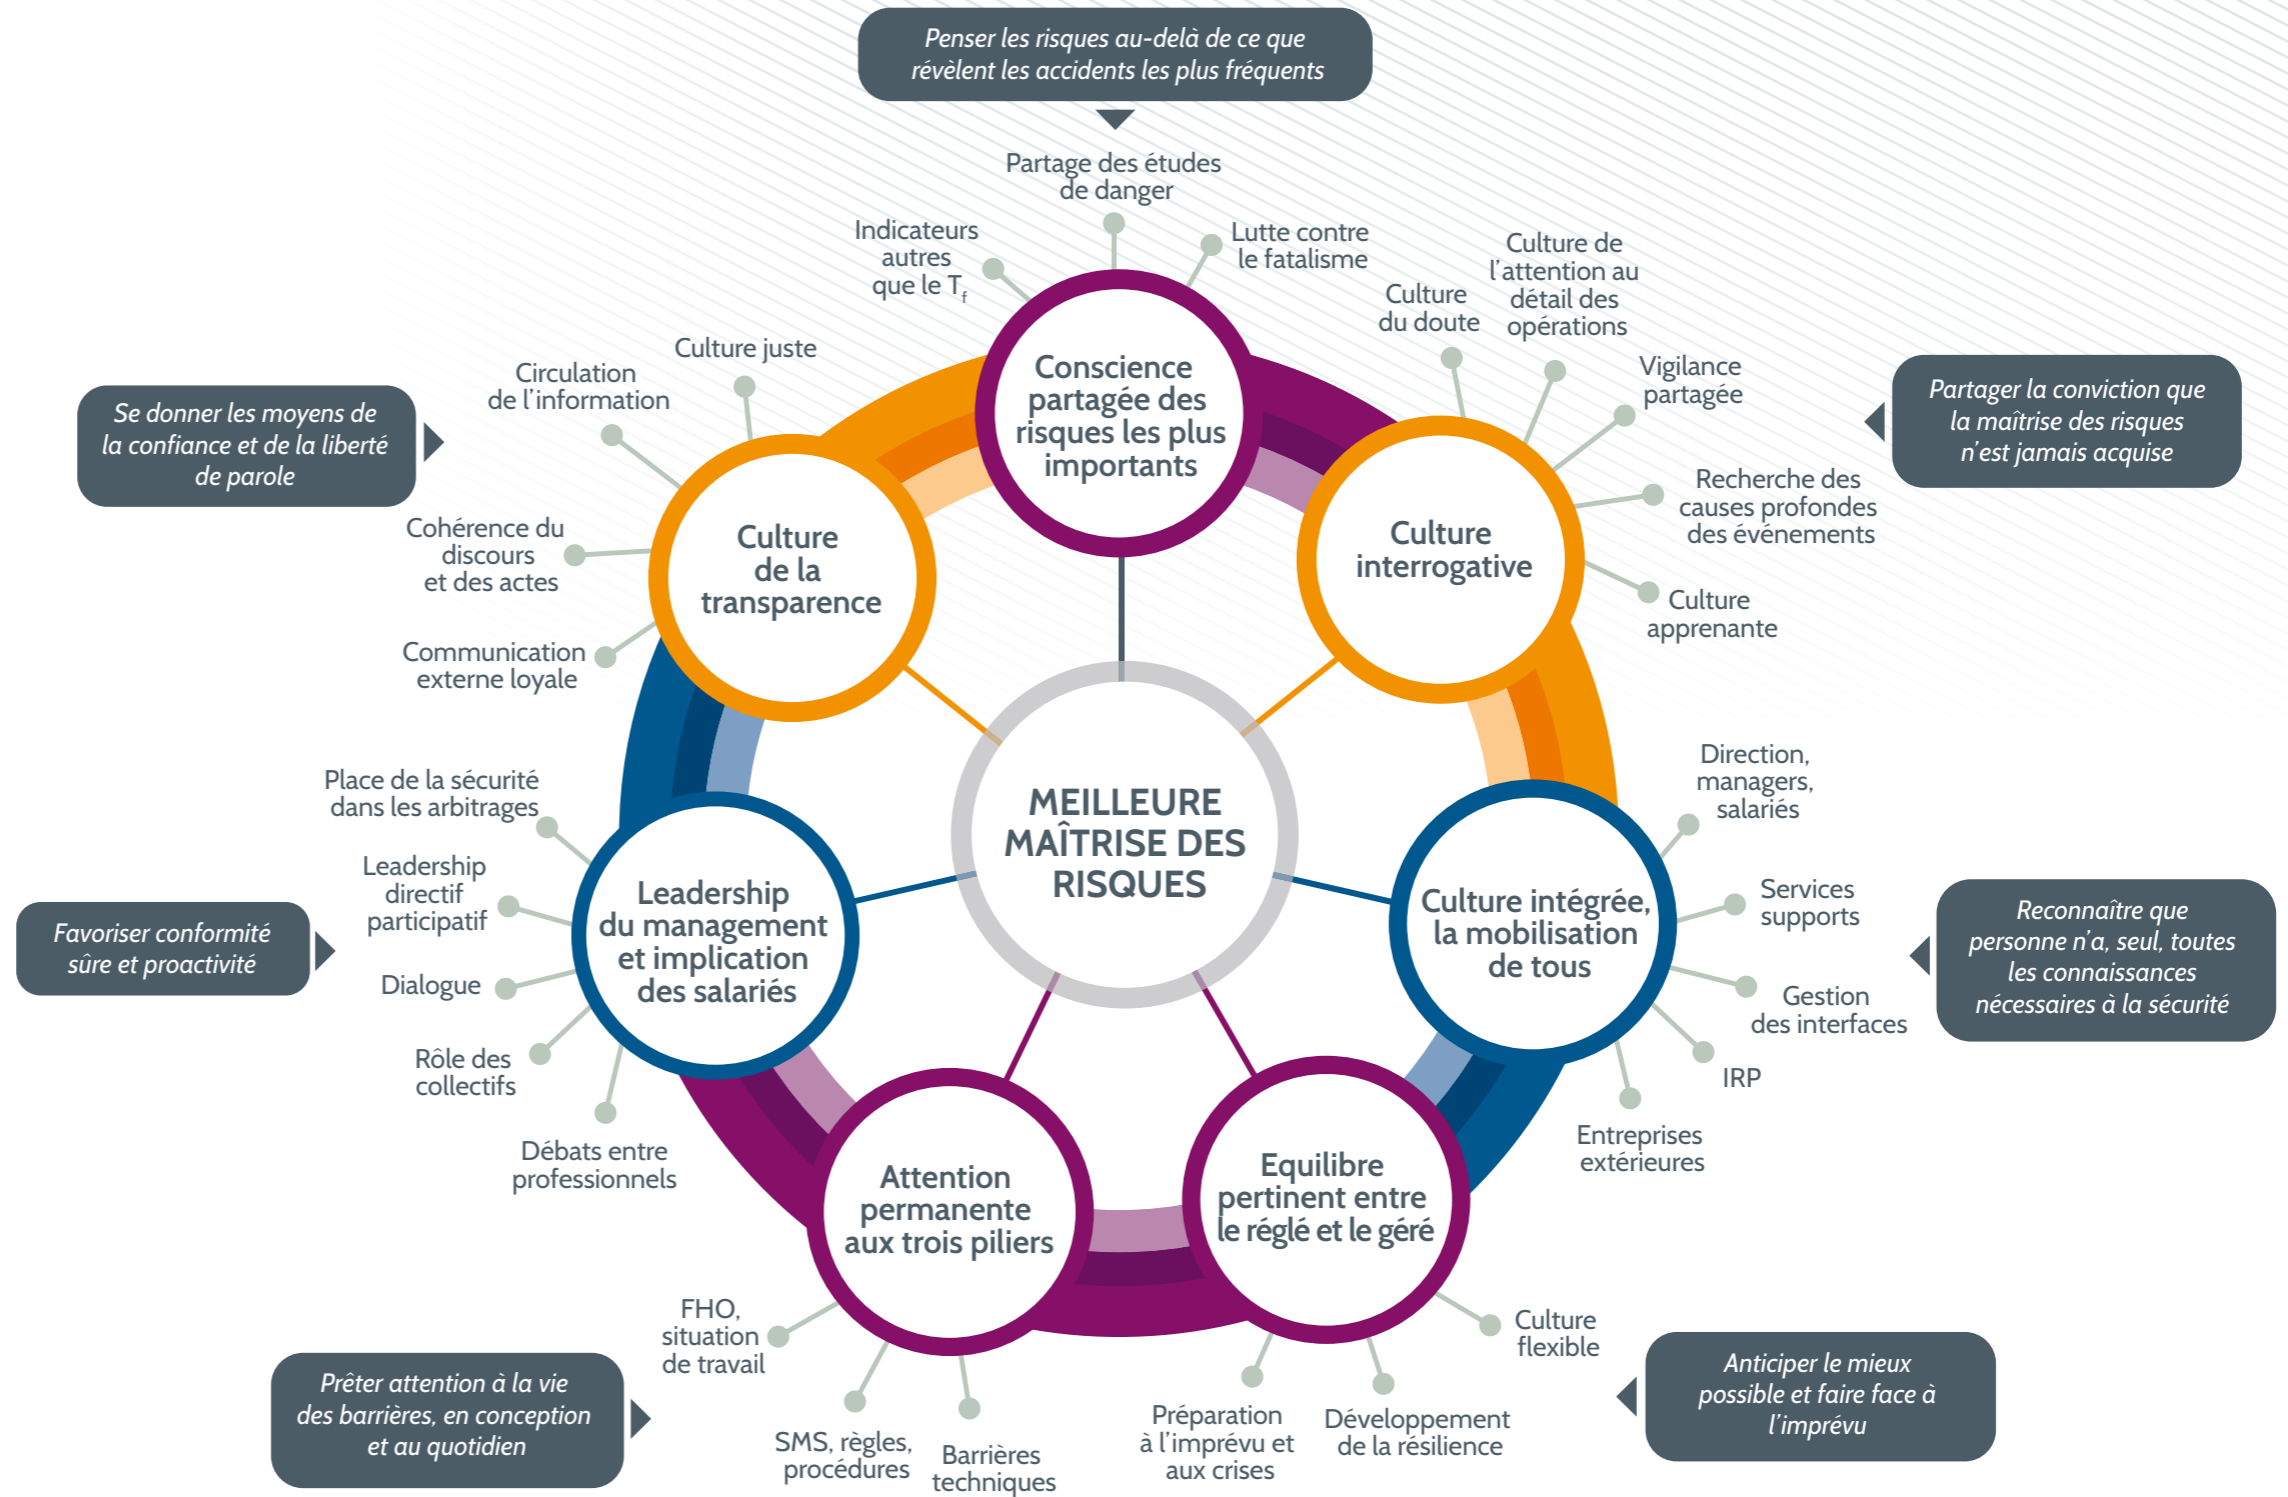 Penser les risques au-delà de ce que
révèlent les accidents les plus fréquents
Partage des études
de danger
Indicateurs
autres
que le Tf
Lutte contre
le fatalisme
Conscience
partagée des
risques les plus
importants
Culture
du doute
Culture de
l'attention au
détail des
opérations
Vigilance
partagée
Recherche des
causes profondes
des événements
Culture
apprenante
Culture
interrogative
Partager la conviction que
la maîtrise des risques
n'est jamais acquise
Direction,
managers,
salariés
Services
supports
Gestion
des interfaces
IRP
Entreprises
extérieures
Culture intégrée,
la mobilisation
de tous
Reconnaître que
personne n'a, seul, toutes
les connaissances
nécessaires à la sécurité
Culture
flexible
Développement
de la résilience
Préparation
à l'imprévu et
aux crises
Equilibre
pertinent entre
le réglé et le géré
Anticiper le mieux
possible et faire face à
l'imprévu
Barrières
techniques
SMS, règles,
procédures
FHO,
situation
de travail
Attention
permanente
aux trois piliers
Prêter attention à la vie
des barrières, en conception
et au quotidien
Débats entre
professionnels
Rôle des
collectifs
Dialogue
Leadership
directif
participatif
Place de la sécurité
dans les arbitrages
Leadership
du management
et implication
des salariés
Favoriser conformité
sûre et proactivité
Communication
externe loyale
Cohérence du
discours
et des actes
Circulation
de l'information
Culture juste
Culture
de la
transparence
Se donner les moyens de
la confiance et de la liberté
de parole
MEILLEURE
MAÎTRISE DES
RISQUES